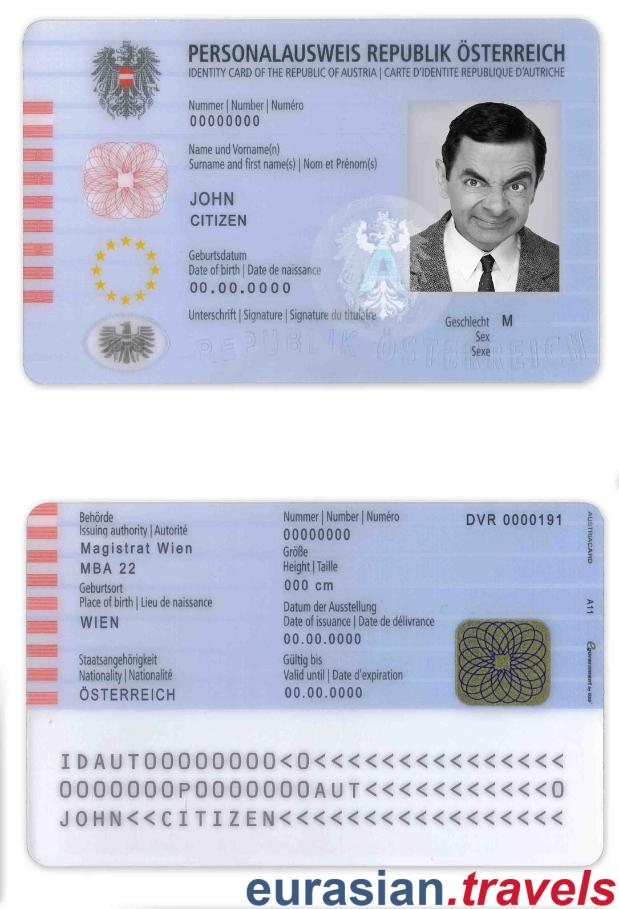 PERSONALAUSWEIS REPUBLIK ÖSTERREICH
IDENTITY CARD OF THE REPUBLIC OF AUSTRIA | CARTE D'IDENTITE REPUBLIQUE D'AUTRICHE
Nummer | Number | Numéro
00000000
Name und Vorname(n)
Surname and first name(s) | Nom et Prénom(s)
JOHN
CITIZEN
Geburtsdatum
Date of birth | Date de naissance
00.00.0000
Unterschrift | Signature | Signature du titulaire
Geschlecht M
Sex
Sexe
REPUBLIK ÖSTERREICH
Behörde
Issuing authority | Autorité
Magistrat Wien
MBA 22
Geburtsort
Place of birth | Lieu de naissance
WIEN
Staatsangehörigkeit
Nationality | Nationalité
ÖSTERREICH
Nummer | Number | Numéro
00000000
Größe
Height | Taille
000 cm
Datum der Ausstellung
Date of issuance | Date de délivrance
00.00.0000
Gültig bis
Valid until | Date d'expiration
00.00.0000
DVR 0000191
AUSTRIACARD
A11
IDAUT00000000<0<<<<<<<<<<<<<<<
0000000P0000000AUT<<<<<<<<<<<0
JOHN<<CITIZEN<<<<<<<<<<<<<<<<<
eurasian.travels